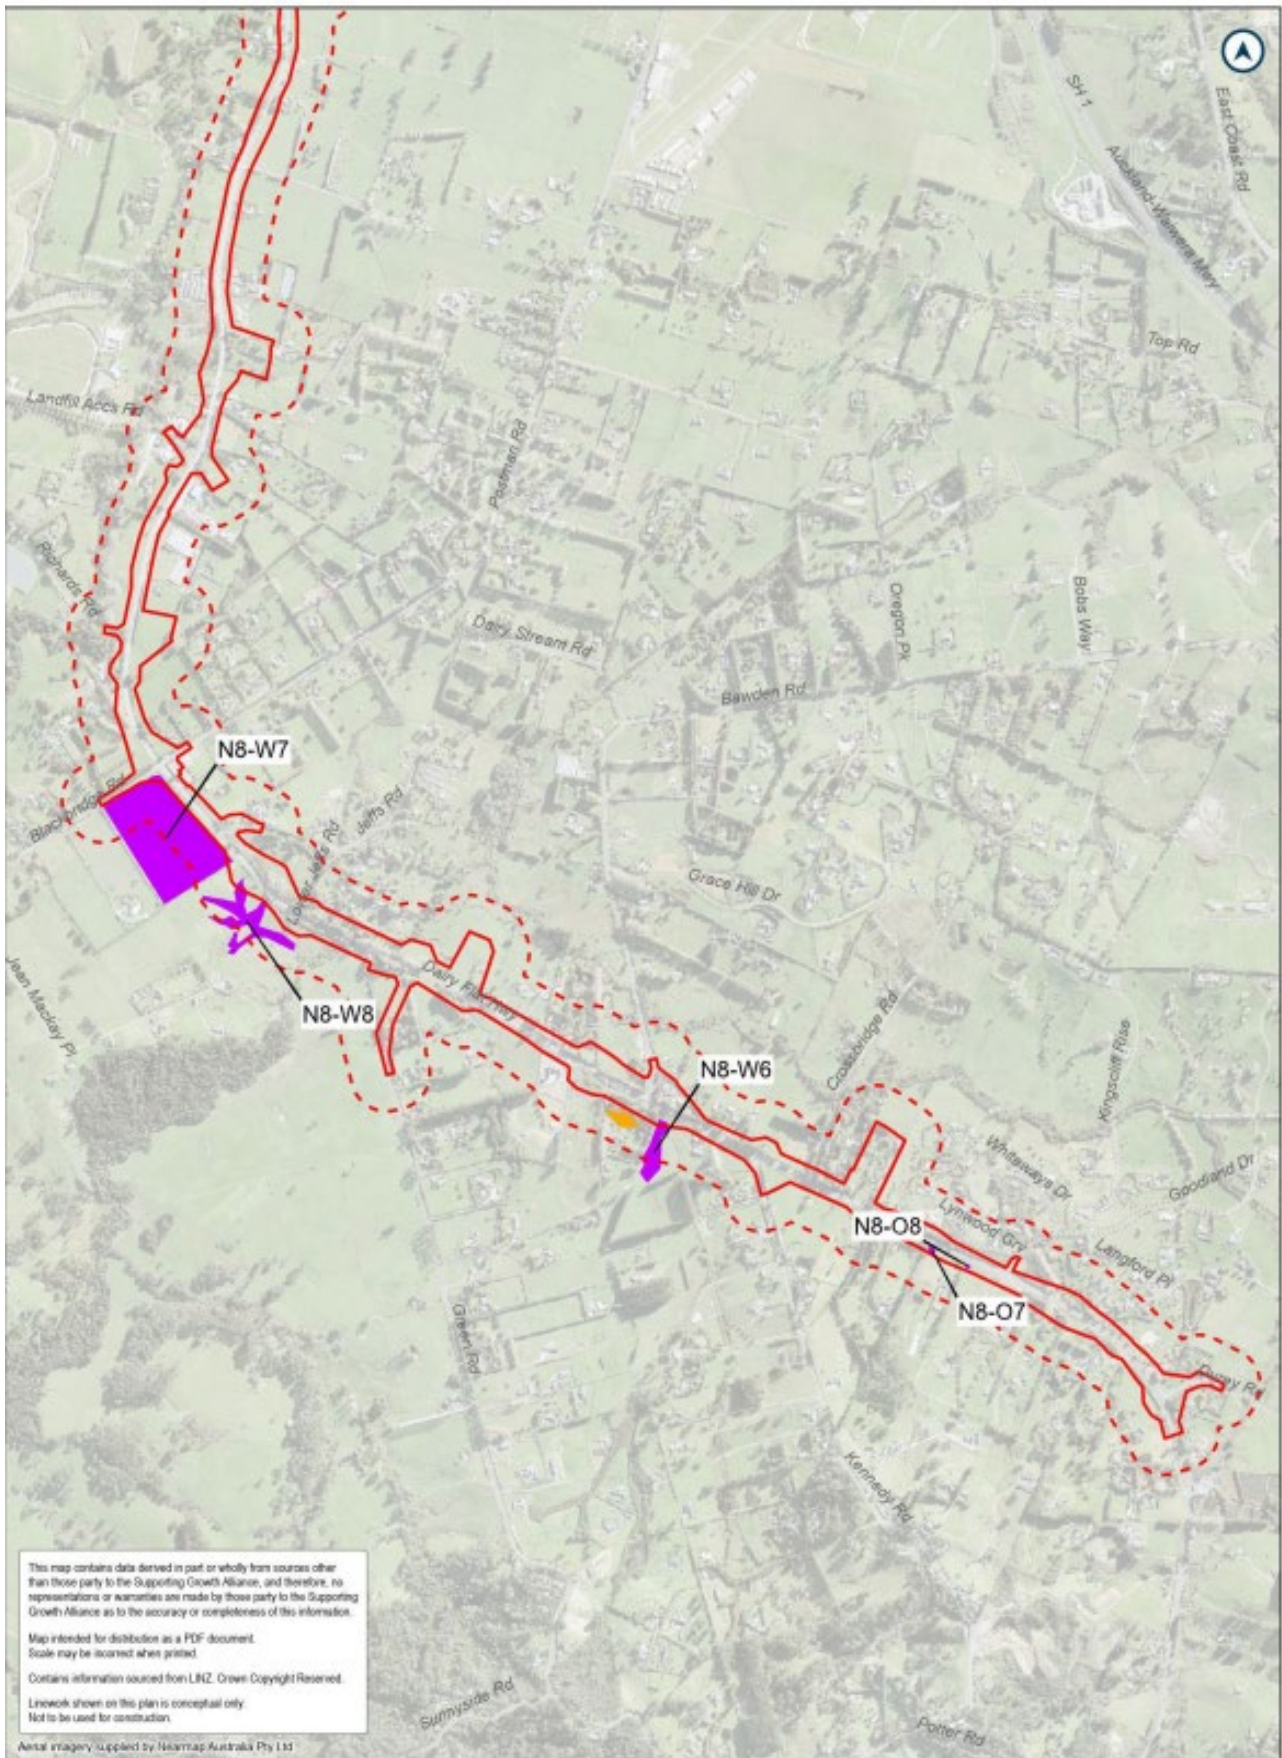 SH 1
East Coast Rd
Auckland-Waiwera Mwy
Top Rd
Landfill Accs Rd
Postman Rd
Richards Rd
Oregon Pk
Bobs Way
Dairy Stream Rd
Bawden Rd
N8-W7
Blackbridge Rd
Jeffs Rd
Lower Jeffs Rd
Grace Hill Dr
Dairy Flat Hwy
Jean Mackay Pl
N8-W8
Crossbridge Rd
Kingscliff Rise
N8-W6
Whiteways Dr
Goodland Dr
N8-O8
Lynwood Grv
Langford Pl
N8-O7
Green Rd
Kennedy Rd
This map contains data derived in part or wholly from sources other
than those party to the Supporting Growth Alliance, and therefore, no
representations or warranties are made by those party to the Supporting
Growth Alliance as to the accuracy or completeness of this information.
Map intended for distribution as a PDF document.
Scale may be incorrect when printed.
Contains information sourced from LINZ. Crown Copyright Reserved.
Linework shown on this plan is conceptual only.
Not to be used for construction.
Sunnyside Rd
Potter Rd
Aerial imagery supplied by Nearmap Australia Pty Ltd